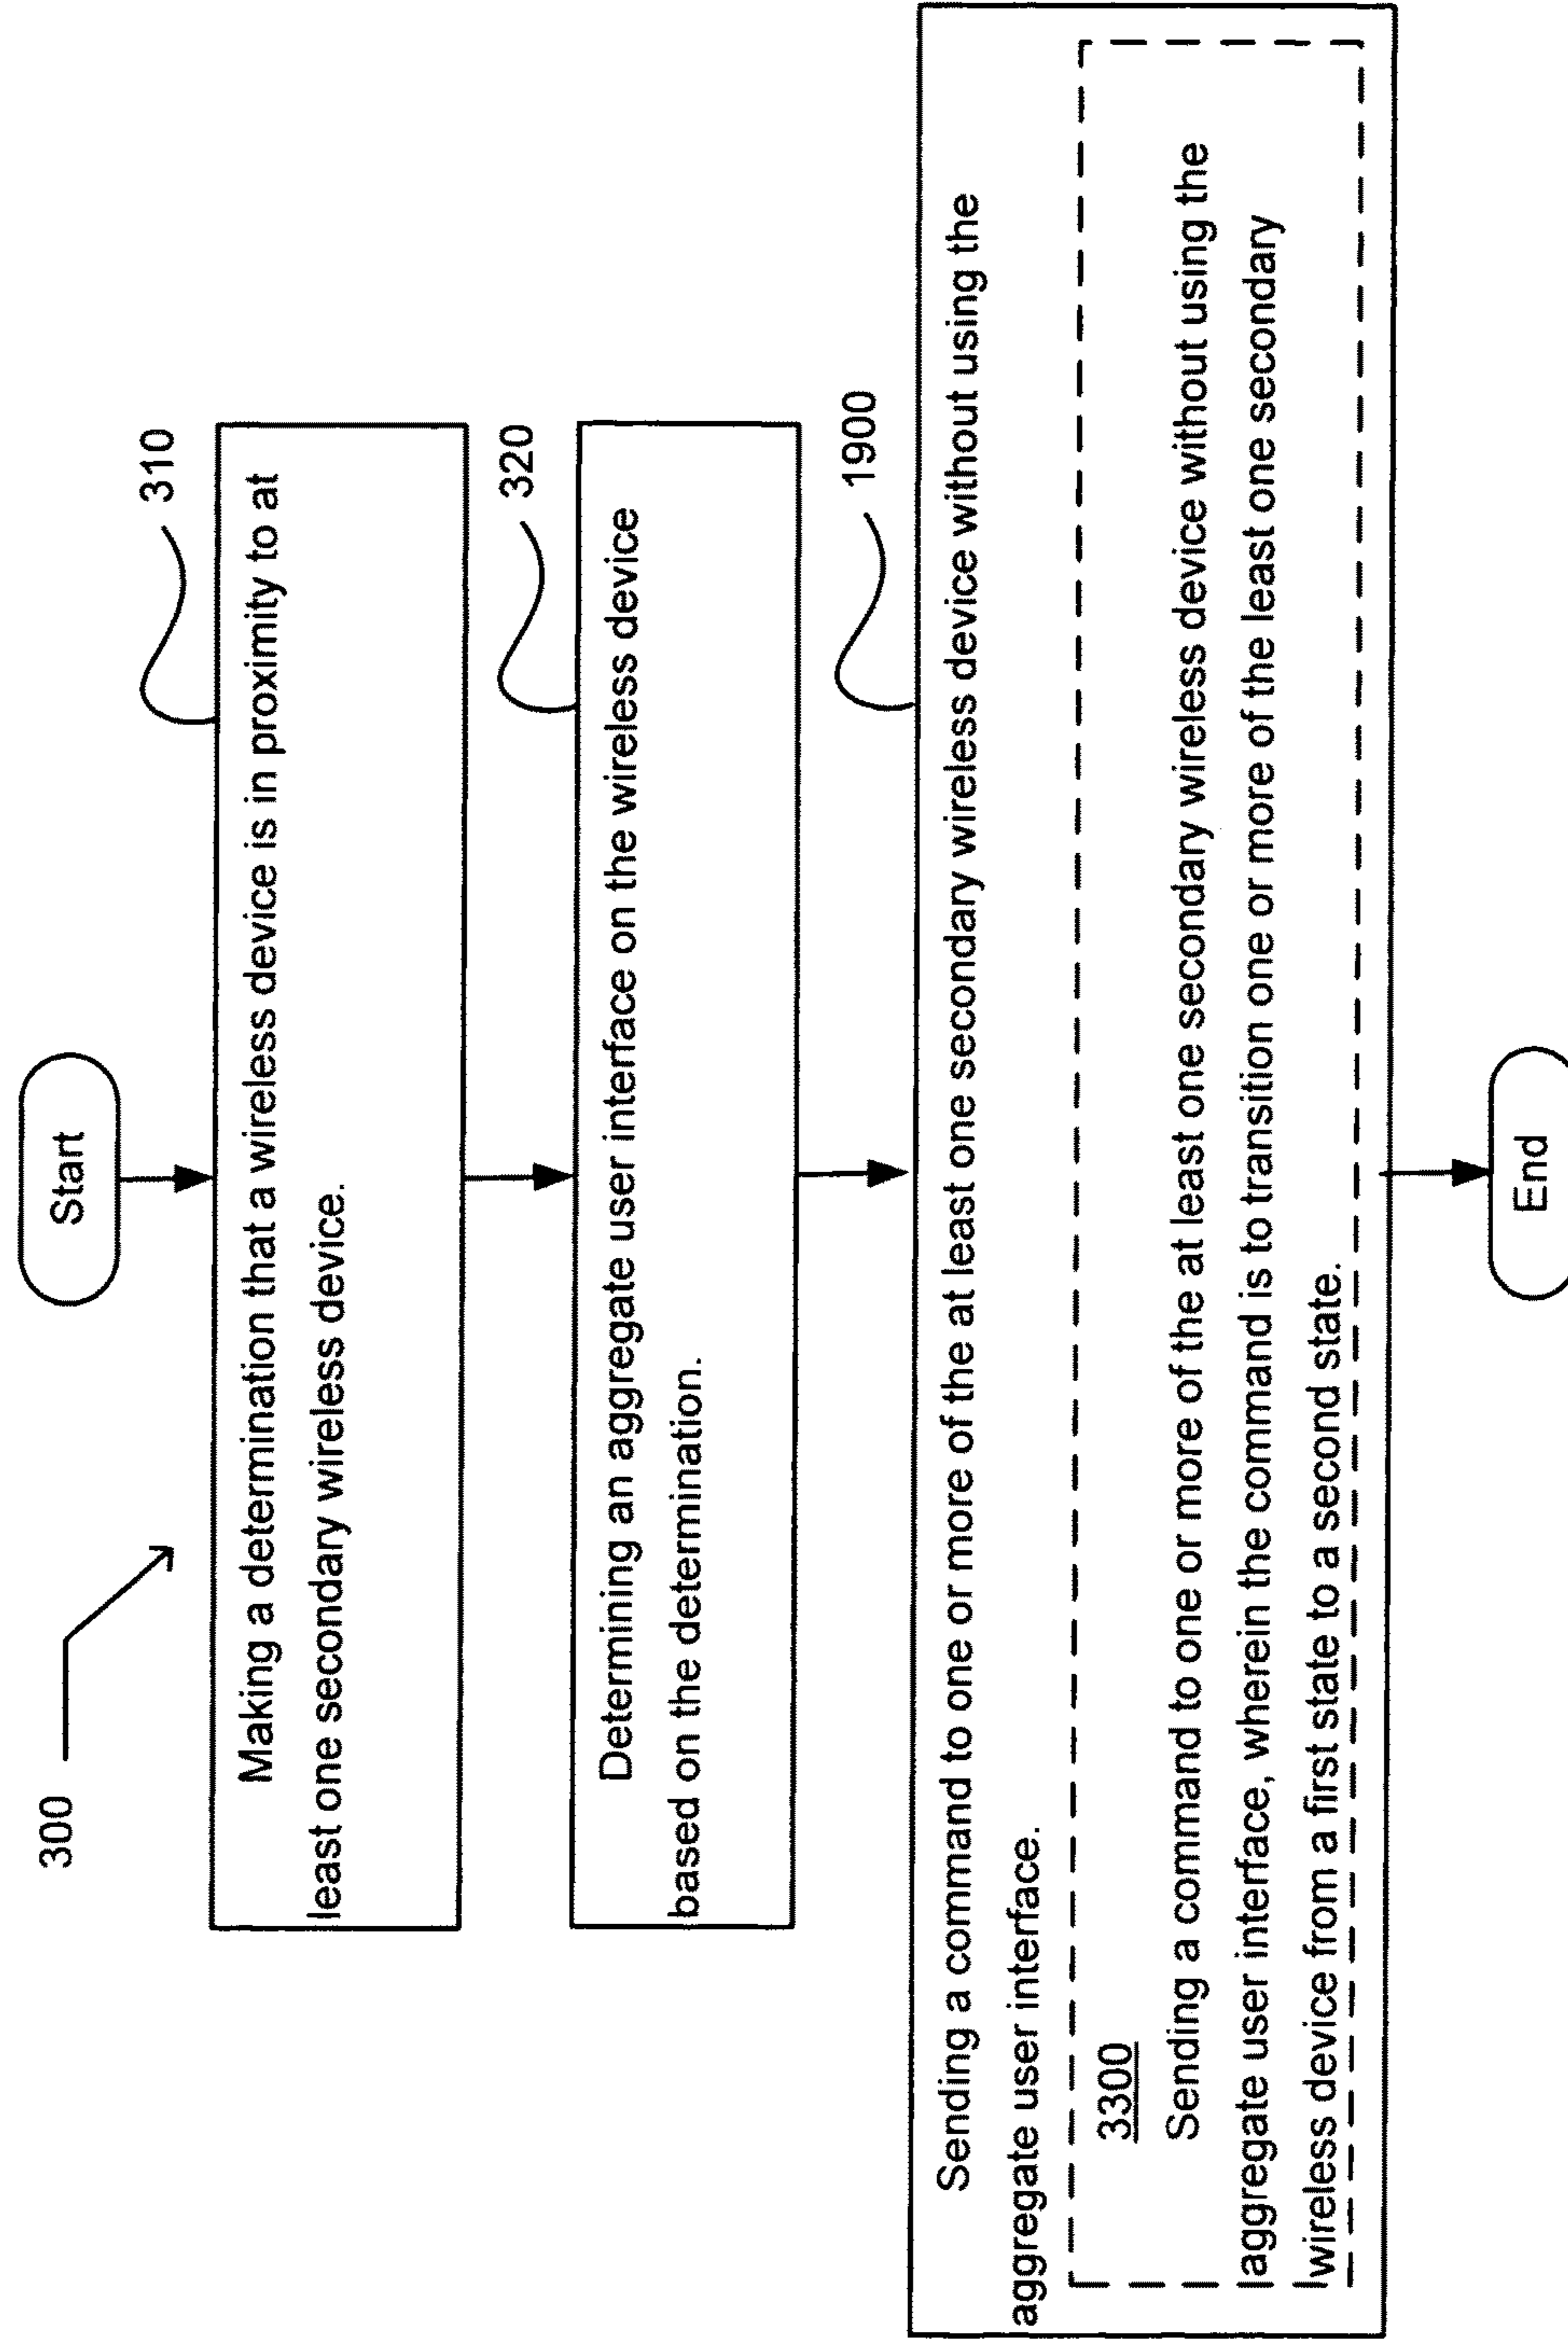 300
Start
310
Making a determination that a wireless device is in proximity to at
least one secondary wireless device.
320
Determining an aggregate user interface on the wireless device
based on the determination.
1900
Sending a command to one or more of the at least one secondary wireless device without using the
aggregate user interface.
3300
Sending a command to one or more of the at least one secondary wireless device without using the
aggregate user interface, wherein the command is to transition one or more of the least one secondary
wireless device from a first state to a second state.
End